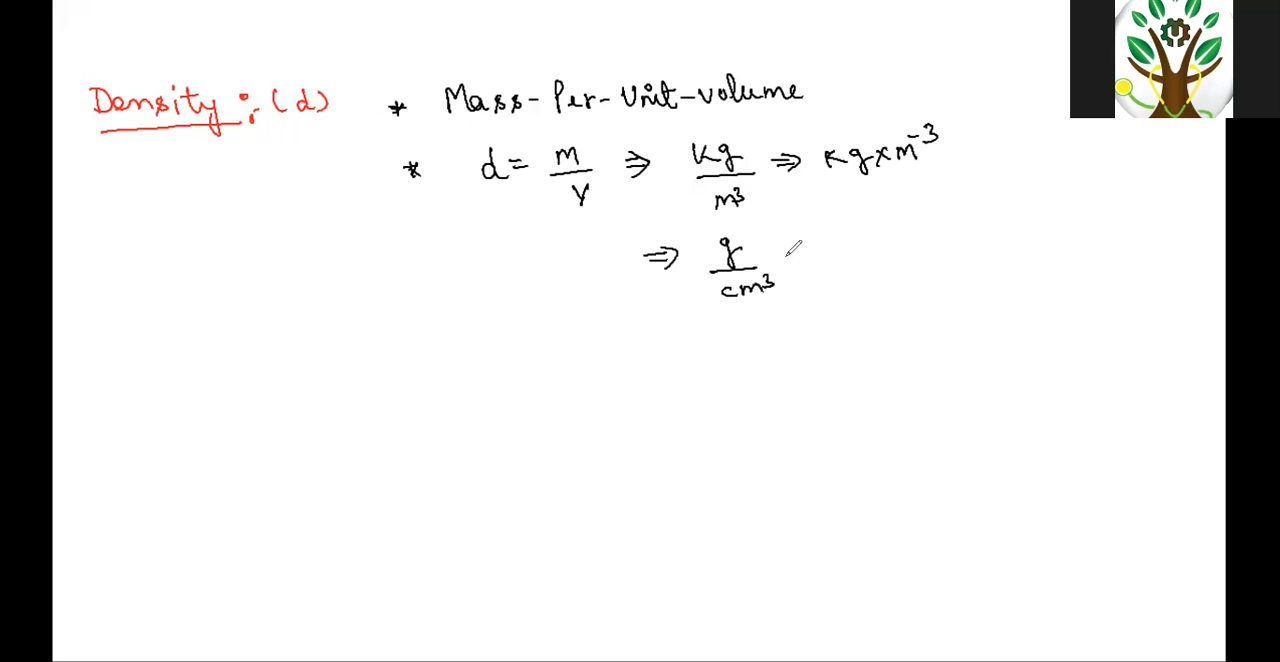 Density :- (d) * Mass-Per-Unit-volume
* d = m/V ⇒ Kg/m³ ⇒ Kg×m⁻³
⇒ g/cm³